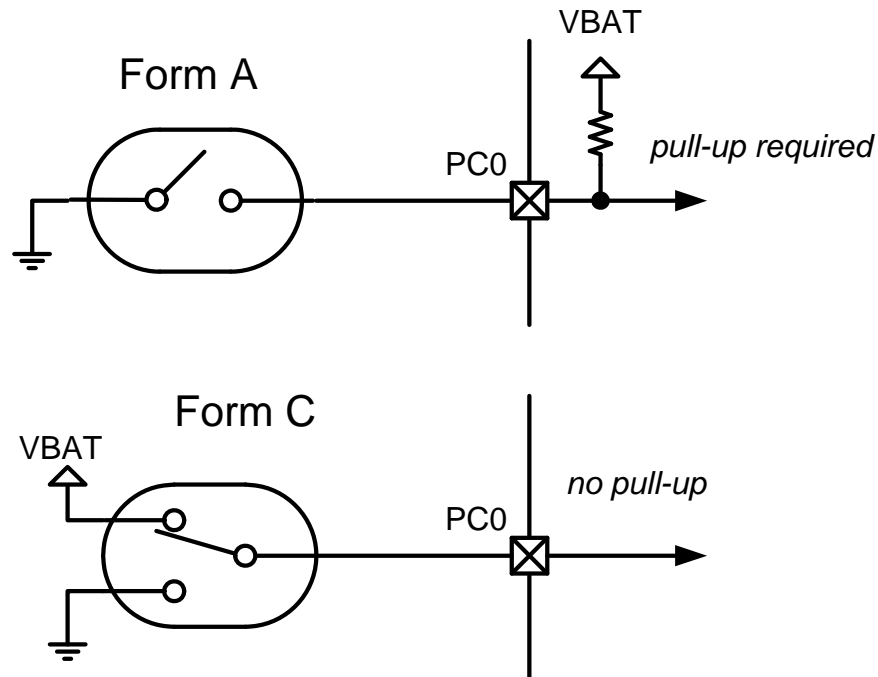 VBAT
Form A
PC0
pull-up required
Form C
VBAT
PC0
no pull-up